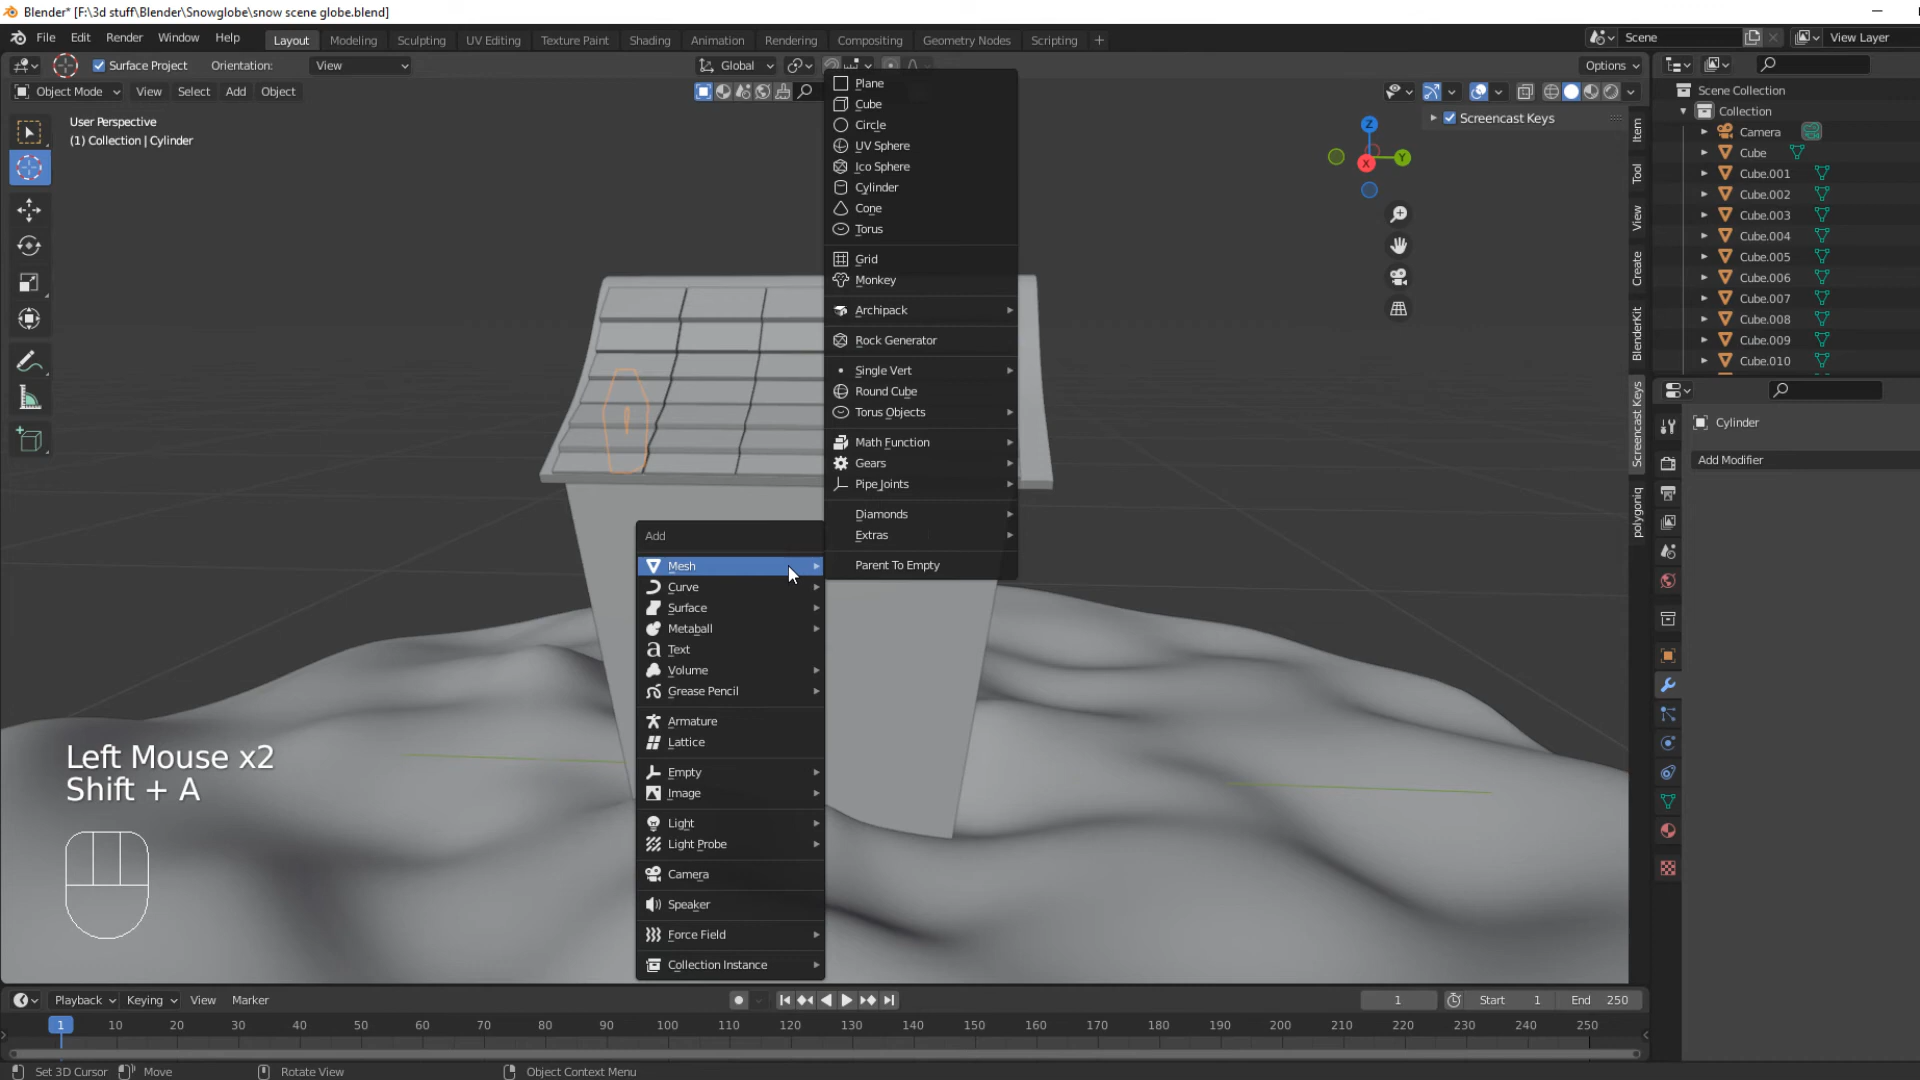 Blender* [F:\3d stuff\Blender\Snowglobe\snow scene globe.blend]
File Edit Render Window Help Layout Modeling Sculpting UV Editing Texture Paint Shading Animation Rendering Compositing Geometry Nodes Scripting + Scene View Layer
Surface Project Orientation: View Global Options
Object Mode View Select Add Object
User Perspective
(1) Collection | Cylinder
Plane
Cube
Circle
UV Sphere
Ico Sphere
Cylinder
Cone
Torus
Grid
Monkey
Archipack
Rock Generator
Single Vert
Round Cube
Torus Objects
Math Function
Gears
Pipe Joints
Diamonds
Extras
Parent To Empty
Add
Mesh
Curve
Surface
Metaball
Text
Volume
Grease Pencil
Armature
Lattice
Empty
Image
Light
Light Probe
Camera
Speaker
Force Field
Collection Instance
Left Mouse x2
Shift + A
Z
Y
X
Screencast Keys
Item
Tool
View
Create
BlenderKit
Screencast Keys
polygoniq
Scene Collection
Collection
Camera
Cube
Cube.001
Cube.002
Cube.003
Cube.004
Cube.005
Cube.006
Cube.007
Cube.008
Cube.009
Cube.010
Cylinder
Add Modifier
Playback Keying View Marker 1 Start 1 End 250
1 10 20 30 40 50 60 70 80 90 100 110 120 130 140 150 160 170 180 190 200 210 220 230 240 250
Set 3D Cursor Move Rotate View Object Context Menu